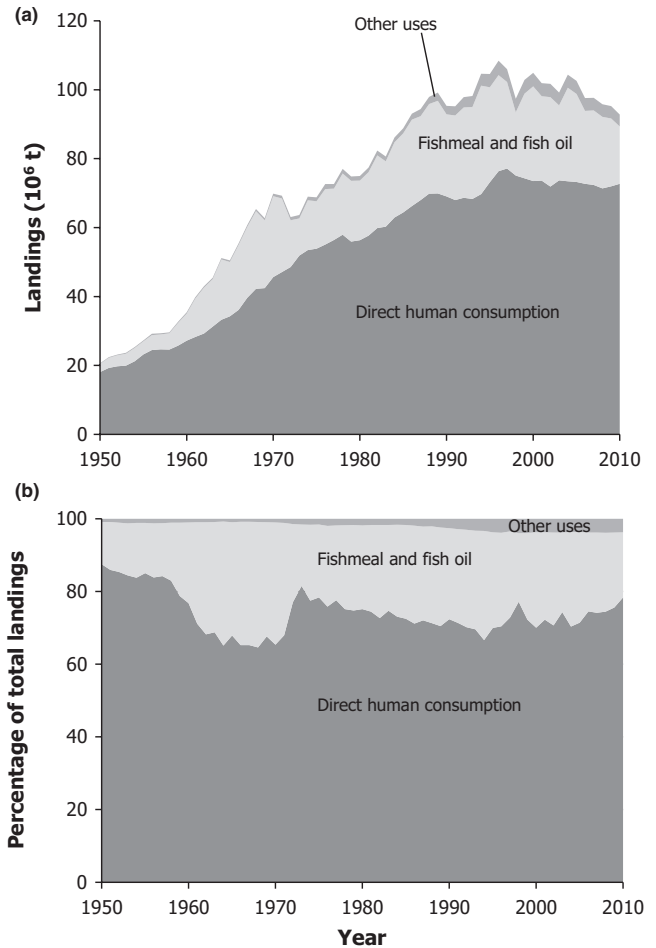 (a)
120
100
80
60
40
20
0
Landings (10⁶ t)
Other uses
Fishmeal and fish oil
Direct human consumption
1950 1960 1970 1980 1990 2000 2010
(b)
100
80
60
40
20
0
Percentage of total landings
Other uses
Fishmeal and fish oil
Direct human consumption
1950 1960 1970 1980 1990 2000 2010
Year